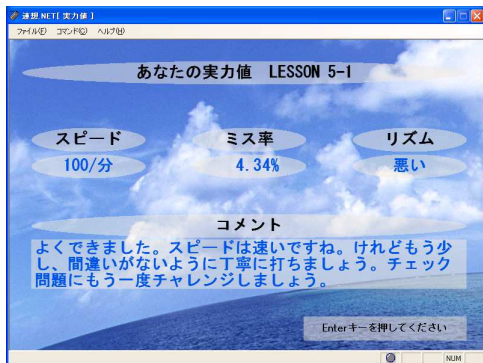 連想.NET[ 実力値 ]
ファイル(F) コマンド(C) ヘルプ(H)
あなたの実力値 LESSON 5-1
スピード ミス率 リズム
100/分 4.34% 悪い
コメント
よくできました。スピードは速いですね。けれどもう少
し、間違いがないように丁寧に打ちましょう。チェック
問題にもう一度チャレンジしましょう。
Enterキーを押してください
NUM